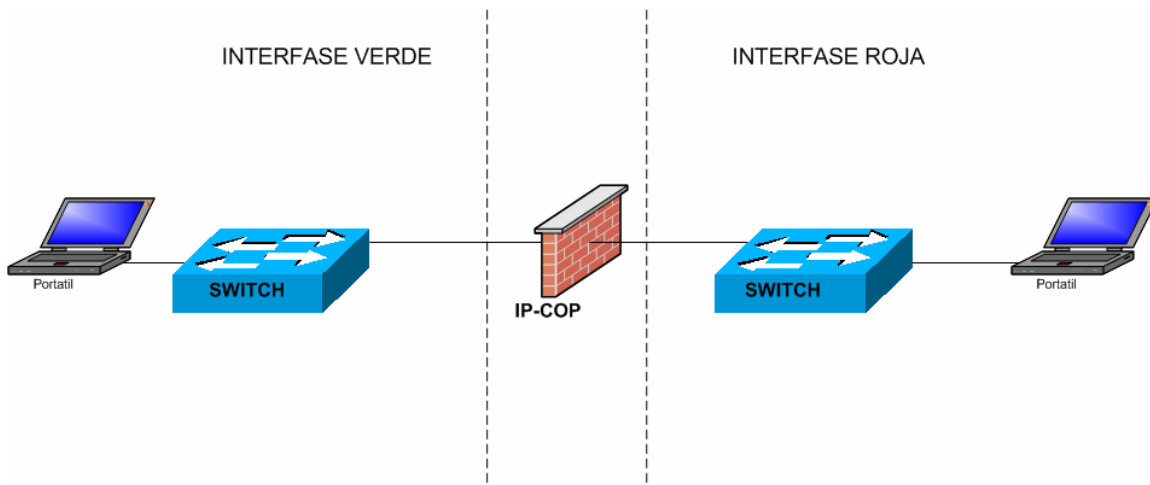 INTERFASE VERDE
INTERFASE ROJA
Portatil
SWITCH
IP-COP
SWITCH
Portatil